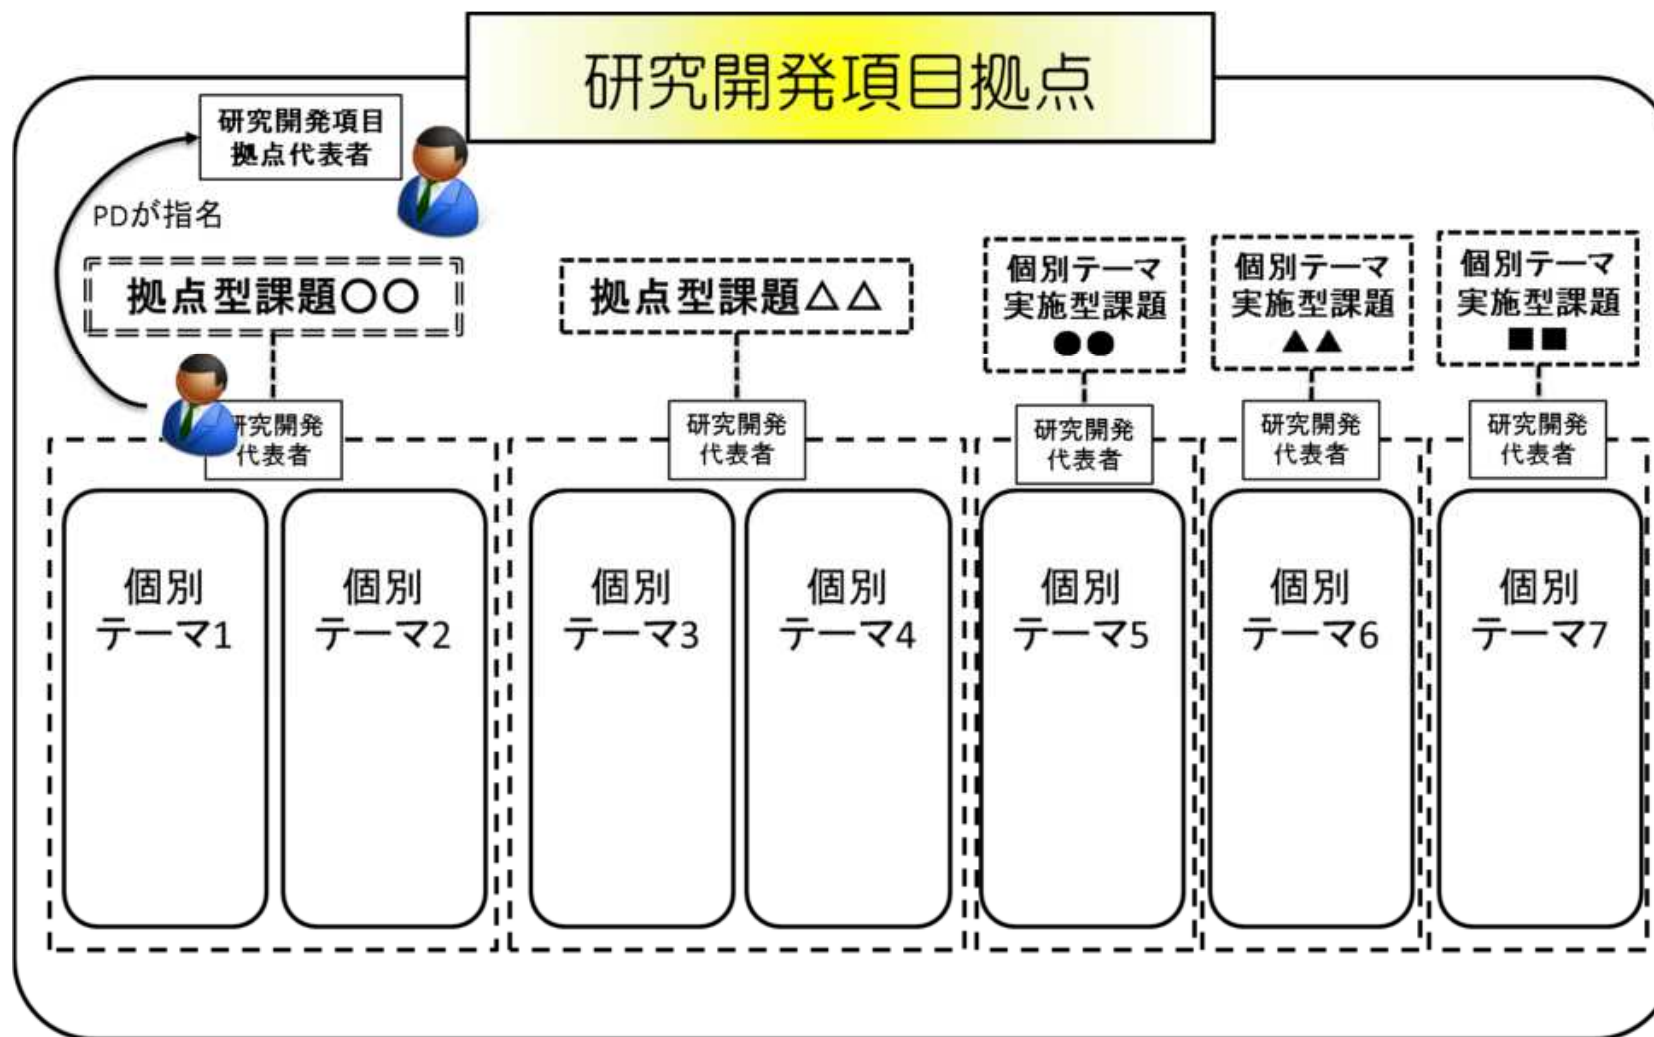 研究開発項目拠点
研究開発項目
拠点代表者
PDが指名
拠点型課題○○
拠点型課題△△
個別テーマ
実施型課題
●●
個別テーマ
実施型課題
▲▲
個別テーマ
実施型課題
■■
研究開発
代表者
研究開発
代表者
研究開発
代表者
研究開発
代表者
研究開発
代表者
個別
テーマ1
個別
テーマ2
個別
テーマ3
個別
テーマ4
個別
テーマ5
個別
テーマ6
個別
テーマ7